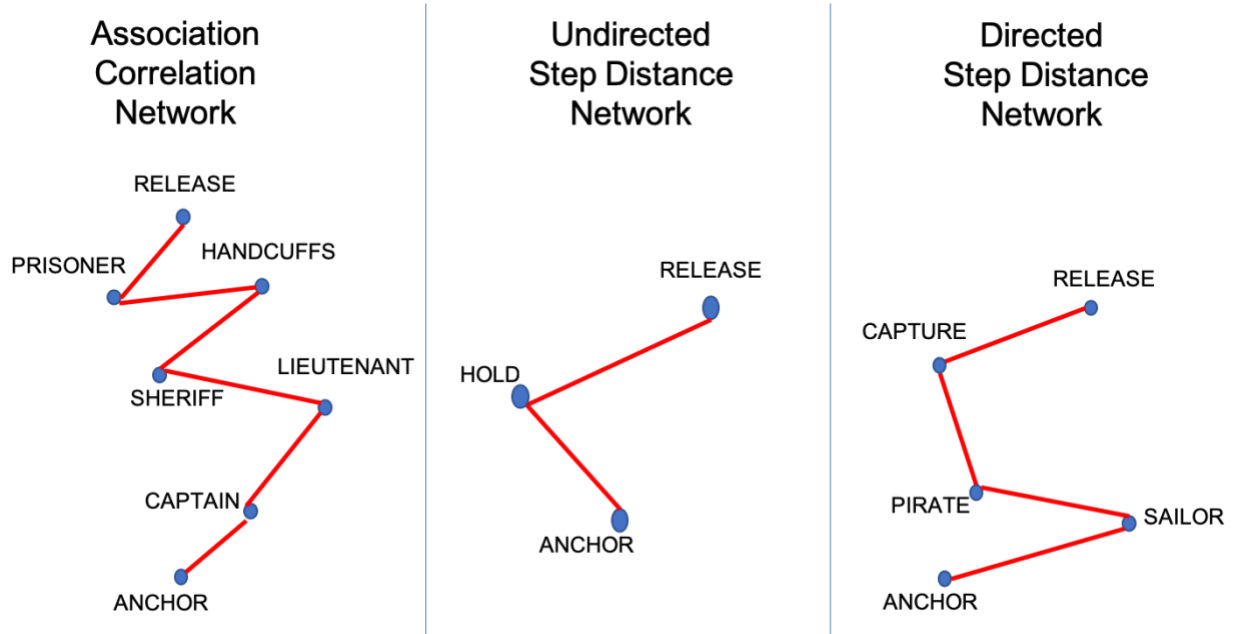 Association
Correlation
Network
RELEASE
HANDCUFFS
PRISONER
LIEUTENANT
SHERIFF
CAPTAIN
ANCHOR
Undirected
Step Distance
Network
RELEASE
HOLD
ANCHOR
Directed
Step Distance
Network
RELEASE
CAPTURE
PIRATE
SAILOR
ANCHOR